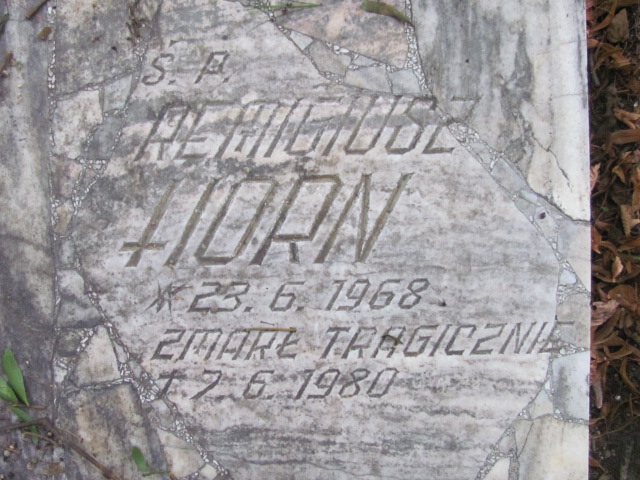 Ś. P.
REMIGIUSZ
HORN
* 23. 6. 1968
ZMARŁ TRAGICZNIE
† 7. 6. 1980